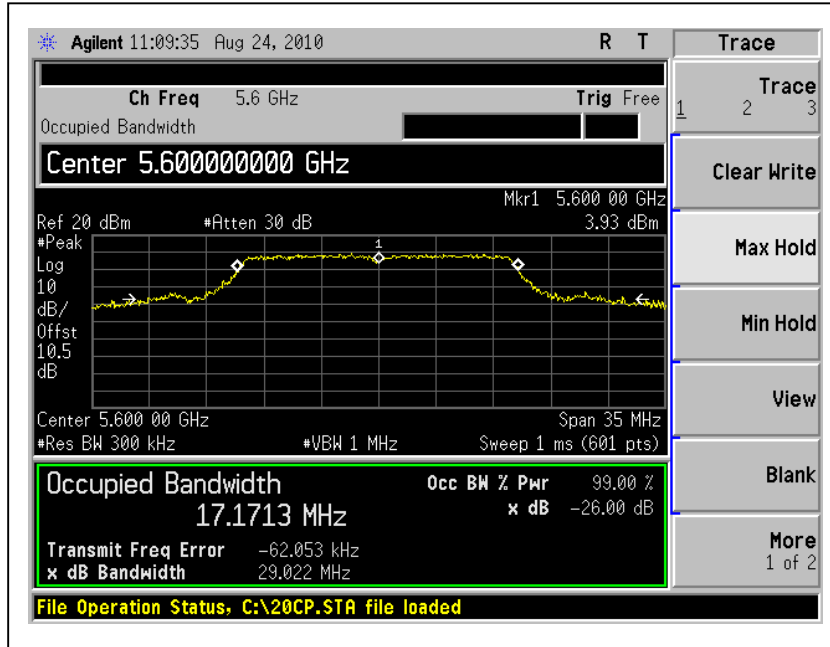 Agilent 11:09:35 Aug 24, 2010 R T
Trace
Ch Freq 5.6 GHz Trig Free
Occupied Bandwidth
Center 5.600000000 GHz
Mkr1 5.600 00 GHz
Ref 20 dBm #Atten 30 dB 3.93 dBm
#Peak
Log
10
dB/
Offst
10.5
dB
1
Center 5.600 00 GHz Span 35 MHz
#Res BW 300 kHz #VBW 1 MHz Sweep 1 ms (601 pts)
Occupied Bandwidth
17.1713 MHz
Occ BW % Pwr 99.00 %
x dB -26.00 dB
Transmit Freq Error -62.053 kHz
x dB Bandwidth 29.022 MHz
File Operation Status, C:\20CP.STA file loaded
Trace
1 2 3
Clear Write
Max Hold
Min Hold
View
Blank
More
1 of 2